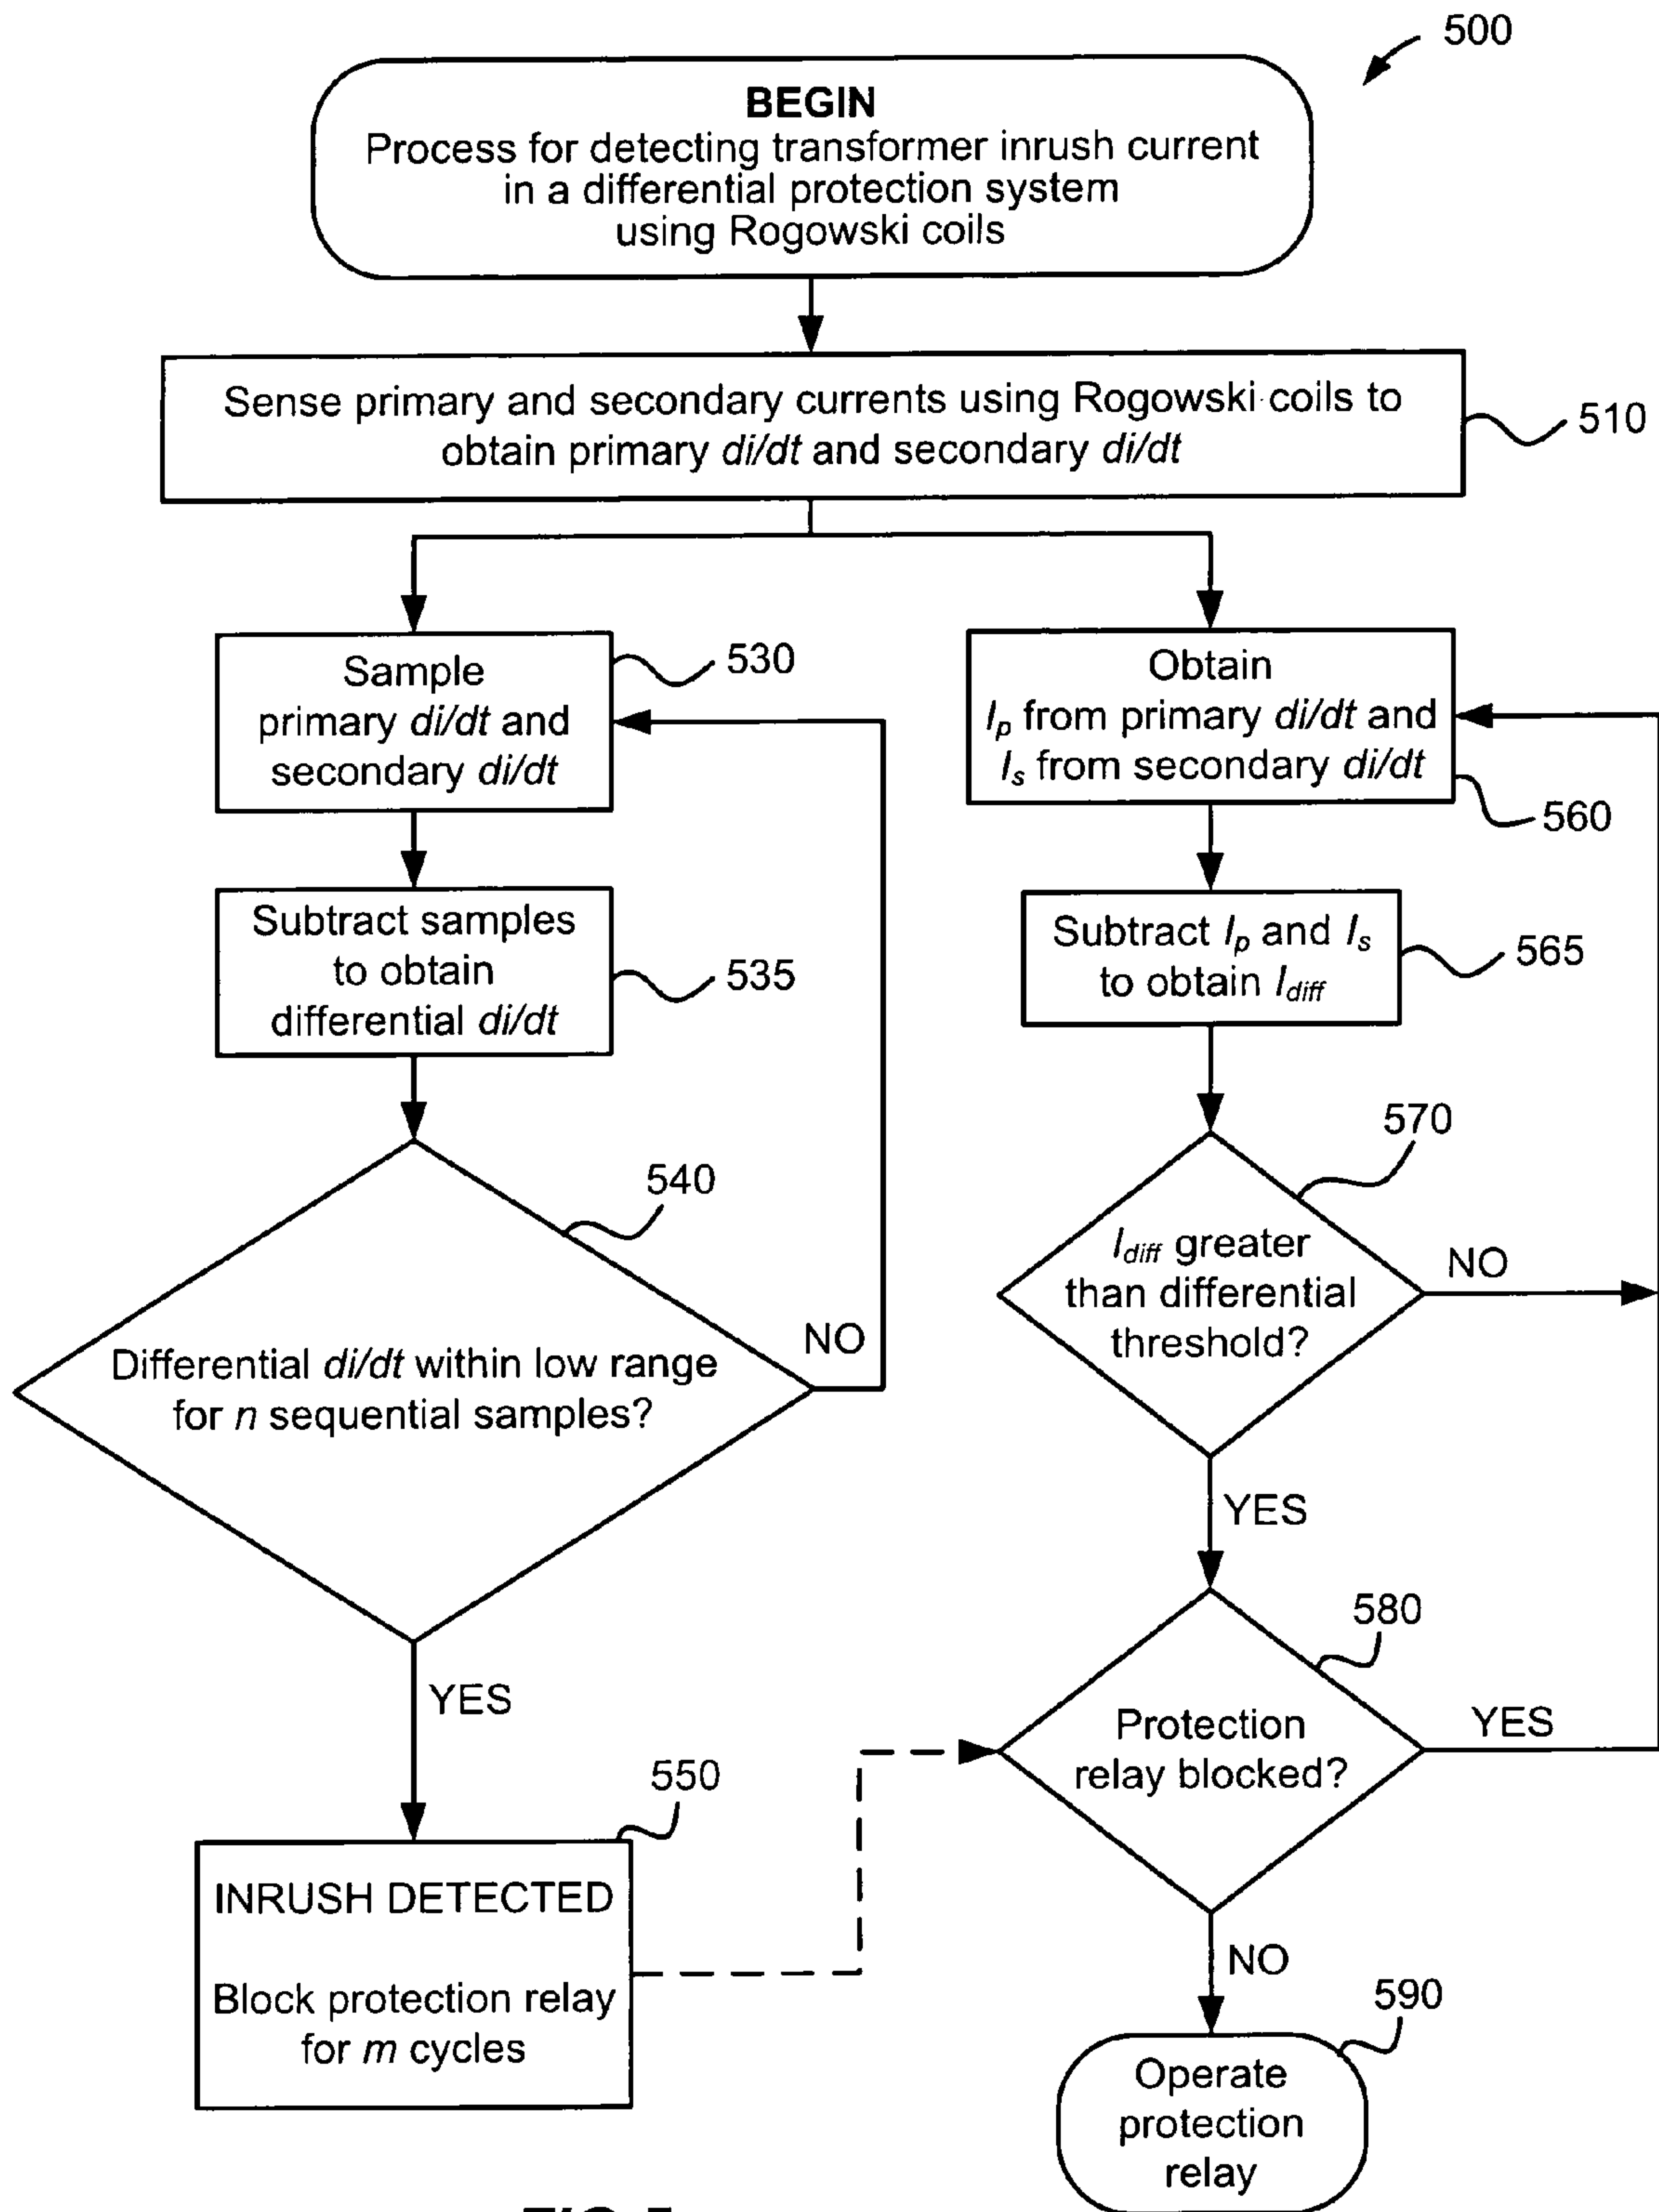 500
BEGIN
Process for detecting transformer inrush current
in a differential protection system
using Rogowski coils
Sense primary and secondary currents using Rogowski coils to
obtain primary di/dt and secondary di/dt
510
Sample
primary di/dt and
secondary di/dt
530
Obtain
Ip from primary di/dt and
Is from secondary di/dt
560
Subtract samples
to obtain
differential di/dt
535
Subtract Ip and Is
to obtain Idiff
565
540
Differential di/dt within low range
for n sequential samples?
NO
YES
570
Idiff greater
than differential
threshold?
NO
YES
580
Protection
relay blocked?
YES
NO
550
INRUSH DETECTED
Block protection relay
for m cycles
590
Operate
protection
relay